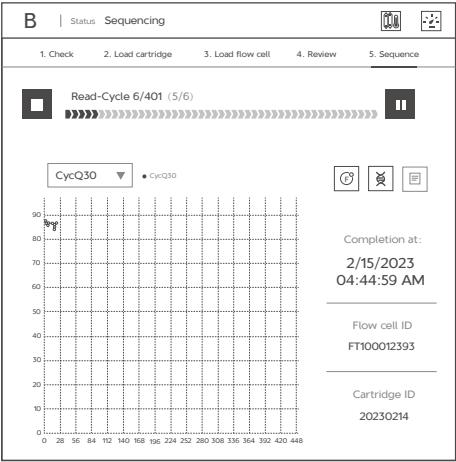 B | Status Sequencing
1. Check 2. Load cartridge 3. Load flow cell 4. Review 5. Sequence
Read-Cycle 6/401 (5/6)
CycQ30 ▼ • CycQ30
F
90
80
70
60
50
40
30
20
10
0
0 28 56 84 112 140 168 196 224 252 280 308 336 364 392 420 448
Completion at:
2/15/2023
04:44:59 AM
Flow cell ID
FT100012393
Cartridge ID
20230214